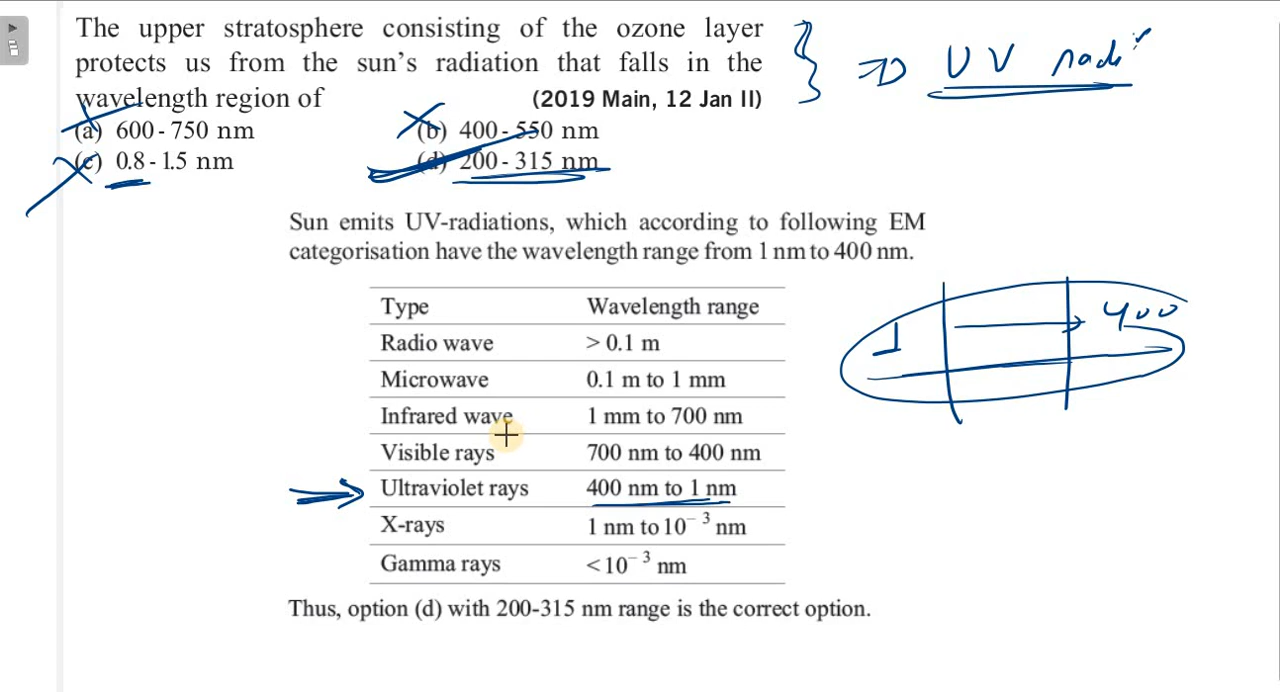 The upper stratosphere consisting of the ozone layer
protects us from the sun's radiation that falls in the
wavelength region of (2019 Main, 12 Jan II)
(a) 600 - 750 nm (b) 400 - 550 nm
(c) 0.8 - 1.5 nm (d) 200 - 315 nm
⇒ UV radi
Sun emits UV-radiations, which according to following EM
categorisation have the wavelength range from 1 nm to 400 nm.
Type Wavelength range
Radio wave > 0.1 m
Microwave 0.1 m to 1 mm
Infrared wave 1 mm to 700 nm
Visible rays 700 nm to 400 nm
Ultraviolet rays 400 nm to 1 nm
X-rays 1 nm to 10⁻³ nm
Gamma rays < 10⁻³ nm
1 400
Thus, option (d) with 200-315 nm range is the correct option.